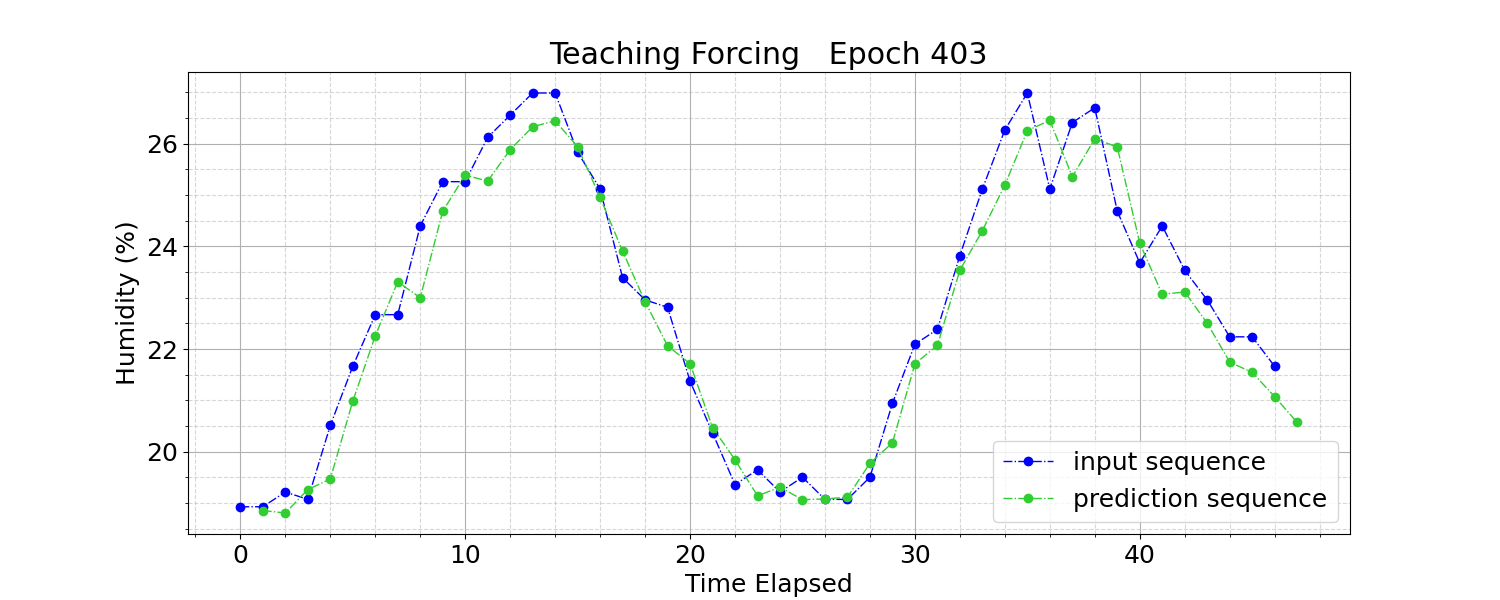 Teaching Forcing   Epoch 403
Humidity (%)
26
24
22
20
0 10 20 30 40
Time Elapsed
input sequence
prediction sequence